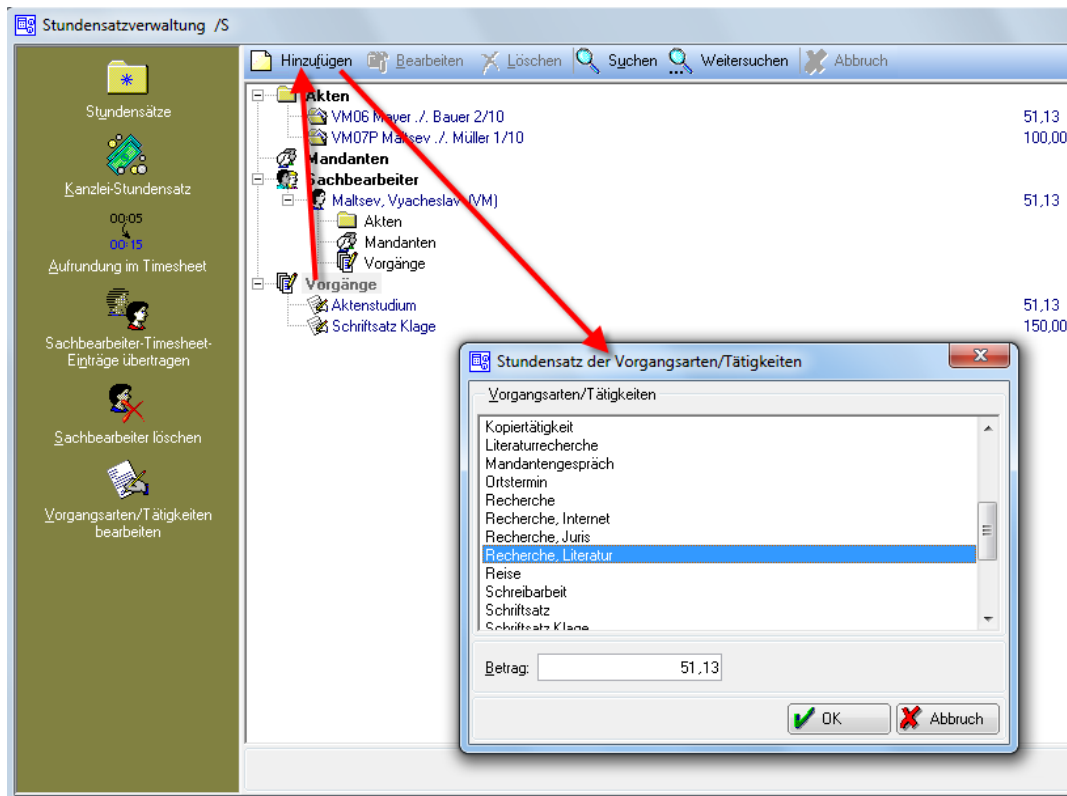 Stundensatzverwaltung /S
Stundensätze
Kanzlei-Stundensatz
00:05
00:15
Aufrundung im Timesheet
Sachbearbeiter-Timesheet-
Einträge übertragen
Sachbearbeiter löschen
Vorgangsarten/Tätigkeiten
bearbeiten
Hinzufügen Bearbeiten Löschen Suchen Weitersuchen Abbruch
Akten
VM06 Mayer ./. Bauer 2/10 51,13
VM07P Maltsev ./. Müller 1/10 100,00
Mandanten
Sachbearbeiter
Maltsev, Vyacheslav (VM) 51,13
Akten
Mandanten
Vorgänge
Vorgänge
Aktenstudium 51,13
Schriftsatz Klage 150,00
Stundensatz der Vorgangsarten/Tätigkeiten
Vorgangsarten/Tätigkeiten
Kopiertätigkeit
Literaturrecherche
Mandantengespräch
Ortstermin
Recherche
Recherche, Internet
Recherche, Juris
Recherche, Literatur
Reise
Schreibarbeit
Schriftsatz
Schriftsatz Klage
Betrag: 51,13
OK Abbruch